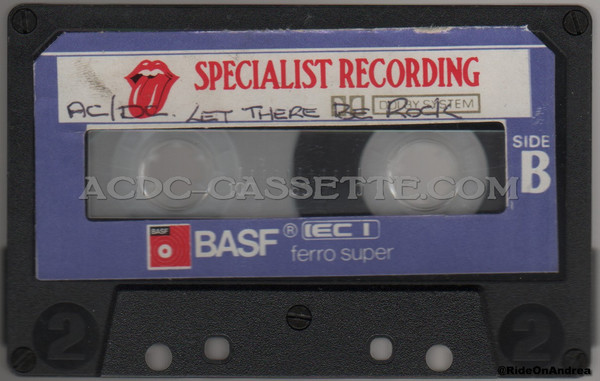 SPECIALIST RECORDING
DOLBY SYSTEM
AC/DC. LET THERE BE ROCK
SIDE
B
ACDC-CASSETTE.COM
BASF
BASF ® IEC I
ferro super
2 2
©RideOnAndrea